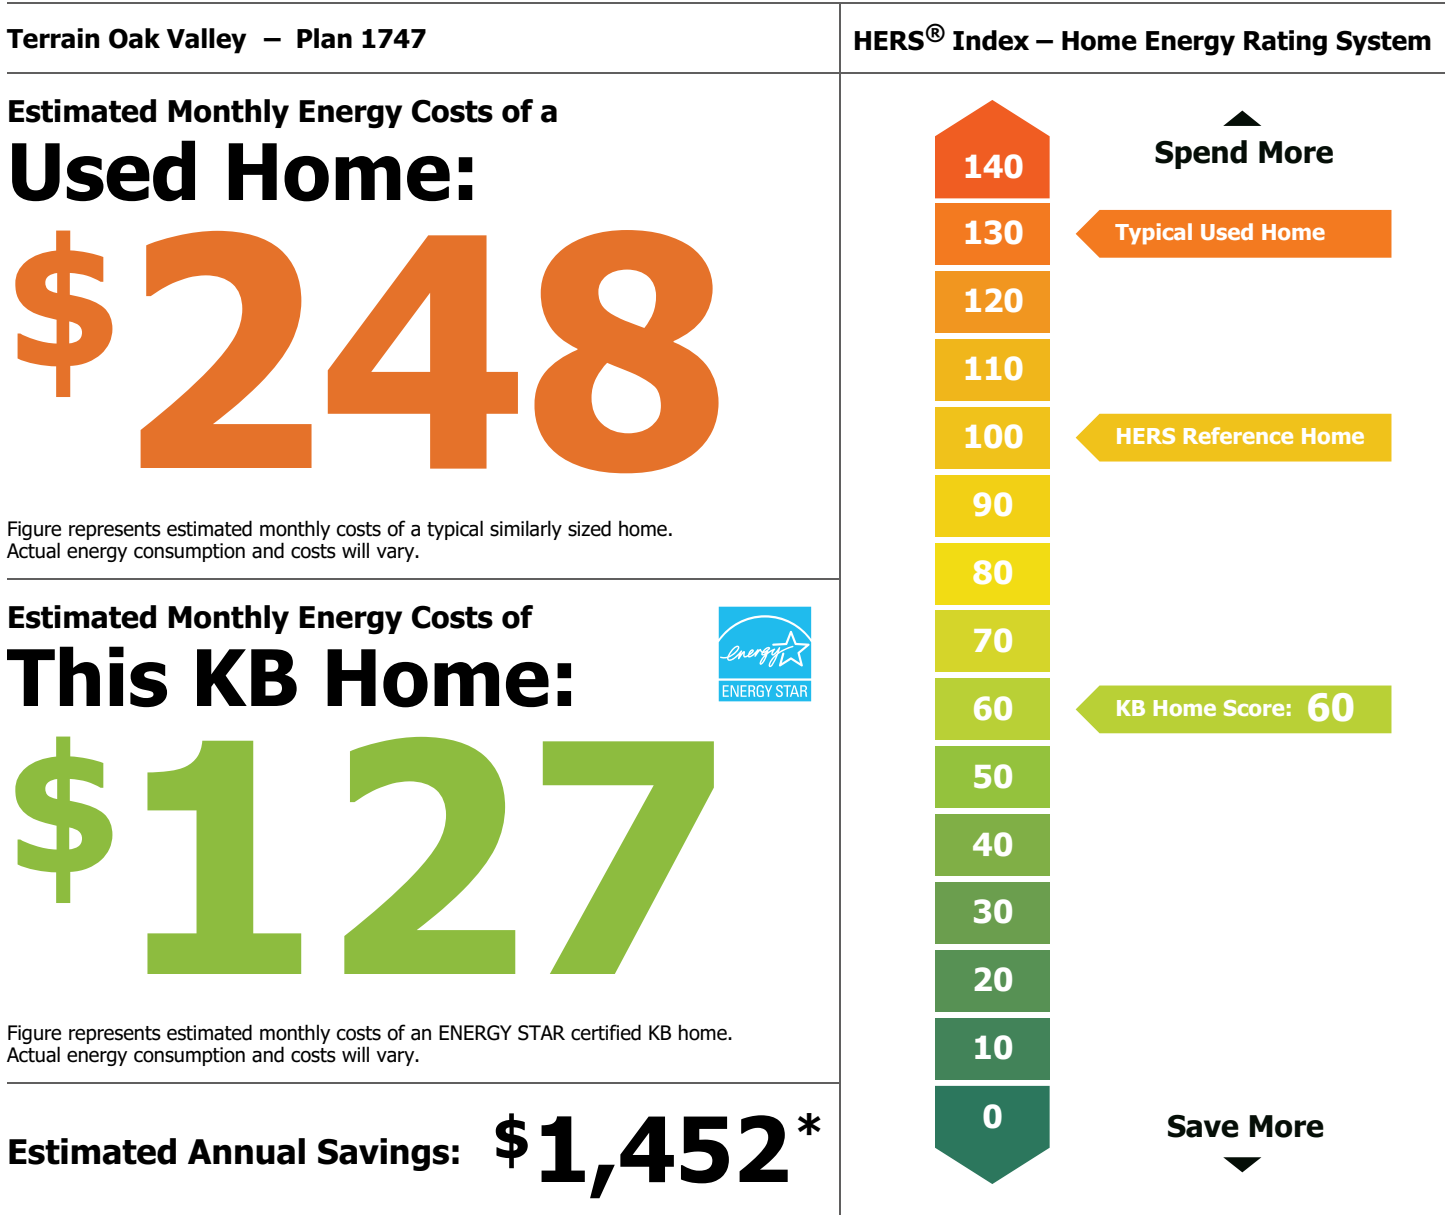 Terrain Oak Valley – Plan 1747
Estimated Monthly Energy Costs of a
Used Home:
$248
Figure represents estimated monthly costs of a typical similarly sized home.
Actual energy consumption and costs will vary.
Estimated Monthly Energy Costs of
This KB Home:
energy
ENERGY STAR
$127
Figure represents estimated monthly costs of an ENERGY STAR certified KB home.
Actual energy consumption and costs will vary.
Estimated Annual Savings: $1,452*
HERS® Index – Home Energy Rating System
Spend More
140
130 Typical Used Home
120
110
100 HERS Reference Home
90
80
70
60 KB Home Score: 60
50
40
30
20
10
0
Save More